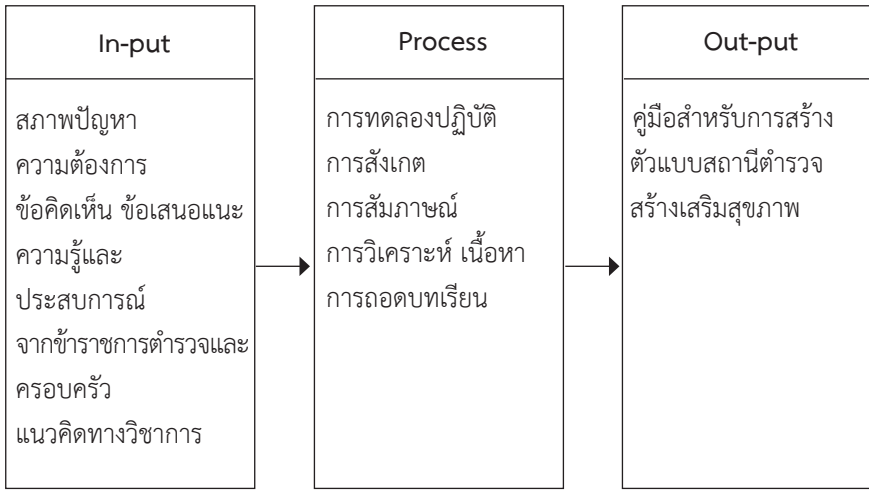 In-put
สภาพปัญหา
ความต้องการ
ข้อคิดเห็น ข้อเสนอแนะ
ความรู้และ
ประสบการณ์
จากข้าราชการตำรวจและ
ครอบครัว
แนวคิดทางวิชาการ
Process
การทดลองปฏิบัติ
การสังเกต
การสัมภาษณ์
การวิเคราะห์ เนื้อหา
การถอดบทเรียน
Out-put
คู่มือสำหรับการสร้าง
ตัวแบบสถานีตำรวจ
สร้างเสริมสุขภาพ